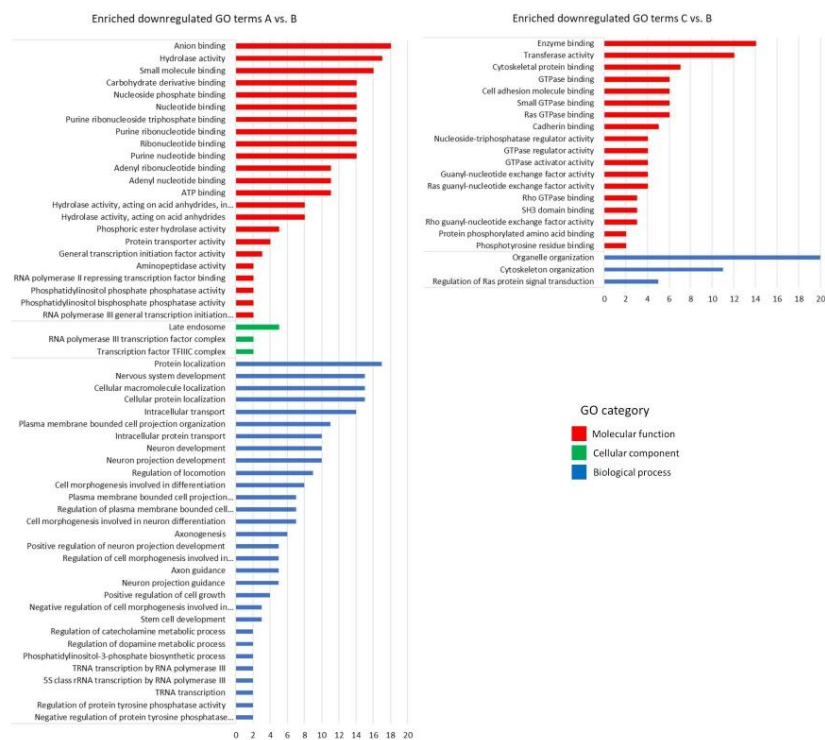 Enriched downregulated GO terms A vs. B
Anion binding
Hydrolase activity
Small molecule binding
Carbohydrate derivative binding
Nucleoside phosphate binding
Nucleotide binding
Purine ribonucleoside triphosphate binding
Purine ribonucleotide binding
Ribonucleotide binding
Purine nucleotide binding
Adenyl ribonucleotide binding
Adenyl nucleotide binding
ATP binding
Hydrolase activity, acting on acid anhydrides, in...
Hydrolase activity, acting on acid anhydrides
Phosphoric ester hydrolase activity
Protein transporter activity
General transcription initiation factor activity
Aminopeptidase activity
RNA polymerase II repressing transcription factor binding
Phosphatidylinositol phosphate phosphatase activity
Phosphatidylinositol bisphosphate phosphatase activity
RNA polymerase III general transcription initiation...
Late endosome
RNA polymerase III transcription factor complex
Transcription factor TFIIIC complex
Protein localization
Nervous system development
Cellular macromolecule localization
Cellular protein localization
Intracellular transport
Plasma membrane bounded cell projection organization
Intracellular protein transport
Neuron development
Neuron projection development
Regulation of locomotion
Cell morphogenesis involved in differentiation
Plasma membrane bounded cell projection...
Regulation of plasma membrane bounded cell...
Cell morphogenesis involved in neuron differentiation
Axonogenesis
Positive regulation of neuron projection development
Regulation of cell morphogenesis involved in...
Axon guidance
Neuron projection guidance
Positive regulation of cell growth
Negative regulation of cell morphogenesis involved in...
Stem cell development
Regulation of catecholamine metabolic process
Regulation of dopamine metabolic process
Phosphatidylinositol-3-phosphate biosynthetic process
TRNA transcription by RNA polymerase III
5S class rRNA transcription by RNA polymerase III
TRNA transcription
Regulation of protein tyrosine phosphatase activity
Negative regulation of protein tyrosine phosphatase...
0 2 4 6 8 10 12 14 16 18 20
Enriched downregulated GO terms C vs. B
Enzyme binding
Transferase activity
Cytoskeletal protein binding
GTPase binding
Cell adhesion molecule binding
Small GTPase binding
Ras GTPase binding
Cadherin binding
Nucleoside-triphosphatase regulator activity
GTPase regulator activity
GTPase activator activity
Guanyl-nucleotide exchange factor activity
Ras guanyl-nucleotide exchange factor activity
Rho GTPase binding
SH3 domain binding
Rho guanyl-nucleotide exchange factor activity
Protein phosphorylated amino acid binding
Phosphotyrosine residue binding
Organelle organization
Cytoskeleton organization
Regulation of Ras protein signal transduction
0 2 4 6 8 10 12 14 16 18 20
GO category
Molecular function
Cellular component
Biological process